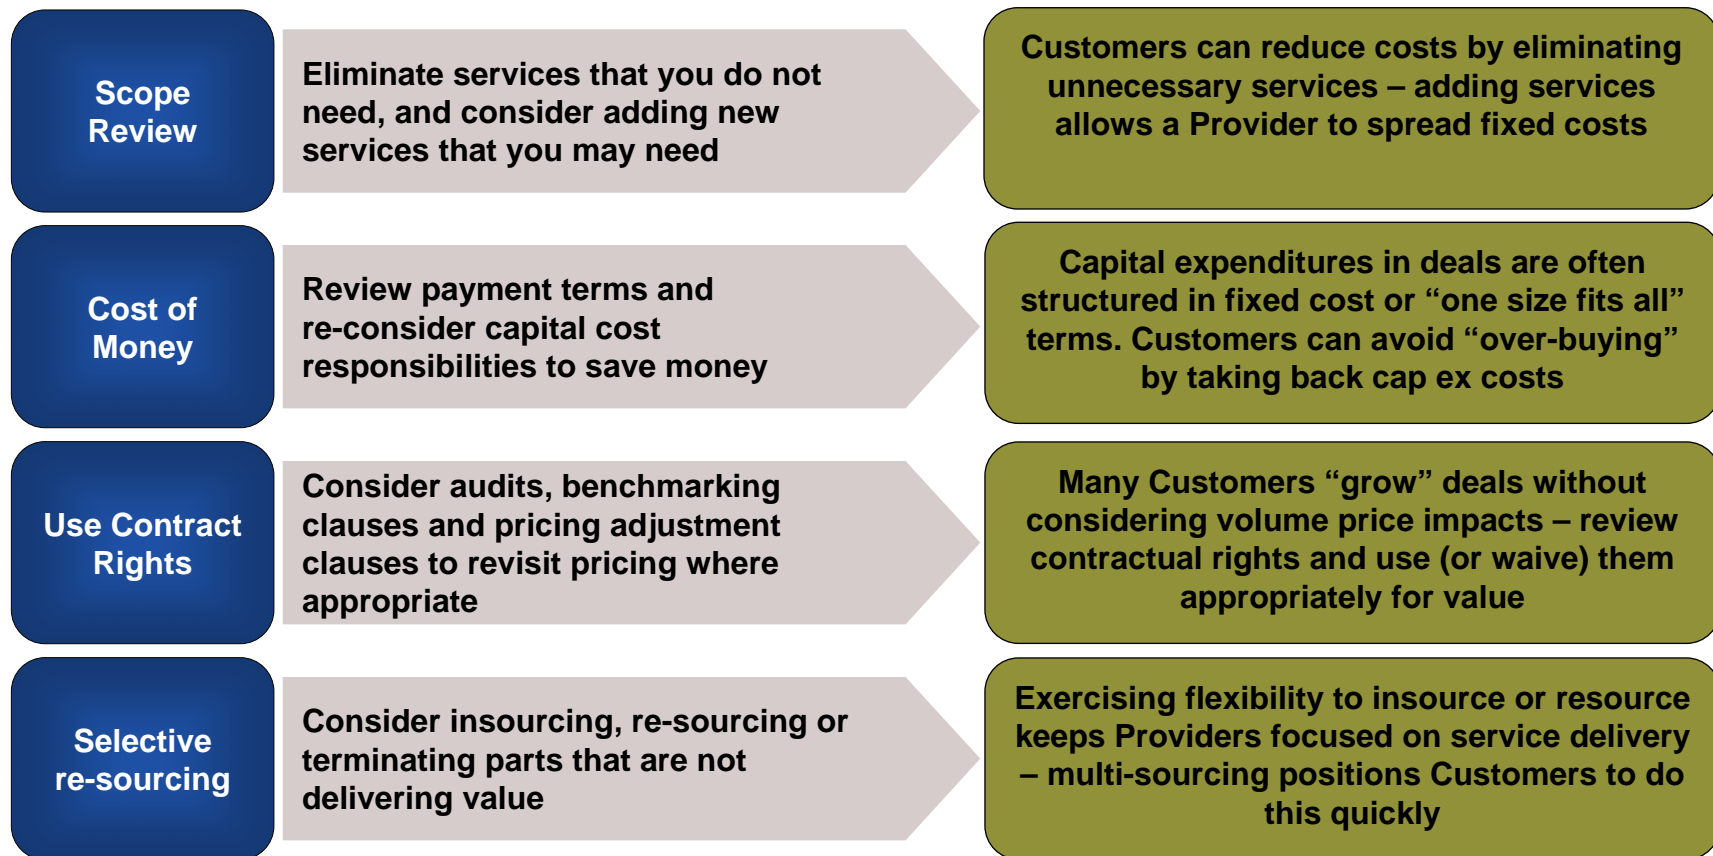 Scope
Review
Eliminate services that you do not
need, and consider adding new
services that you may need
Customers can reduce costs by eliminating
unnecessary services – adding services
allows a Provider to spread fixed costs
Cost of
Money
Review payment terms and
re-consider capital cost
responsibilities to save money
Capital expenditures in deals are often
structured in fixed cost or “one size fits all”
terms. Customers can avoid “over-buying”
by taking back cap ex costs
Use Contract
Rights
Consider audits, benchmarking
clauses and pricing adjustment
clauses to revisit pricing where
appropriate
Many Customers “grow” deals without
considering volume price impacts – review
contractual rights and use (or waive) them
appropriately for value
Selective
re-sourcing
Consider insourcing, re-sourcing or
terminating parts that are not
delivering value
Exercising flexibility to insource or resource
keeps Providers focused on service delivery
– multi-sourcing positions Customers to do
this quickly